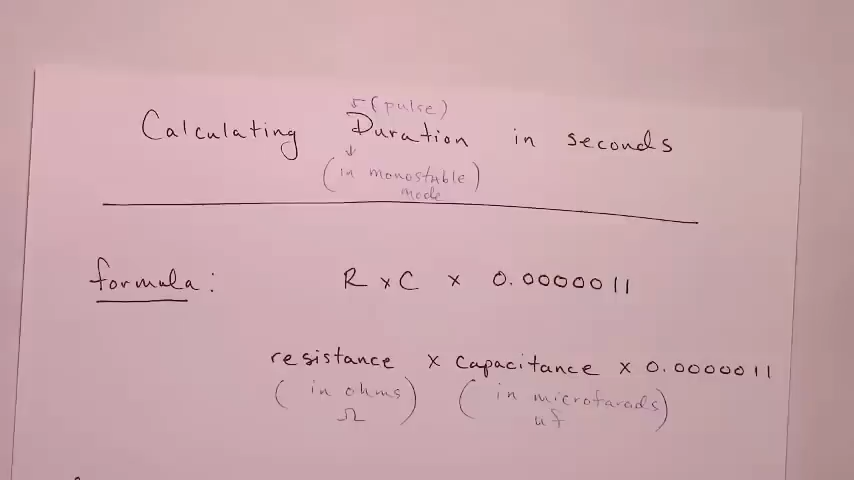 (pulse)
Calculating Duration in seconds
(in monostable
mode)
formula: R x C x 0.0000011
resistance x capacitance x 0.0000011
(in ohms) (in microfarads)
Ω uf